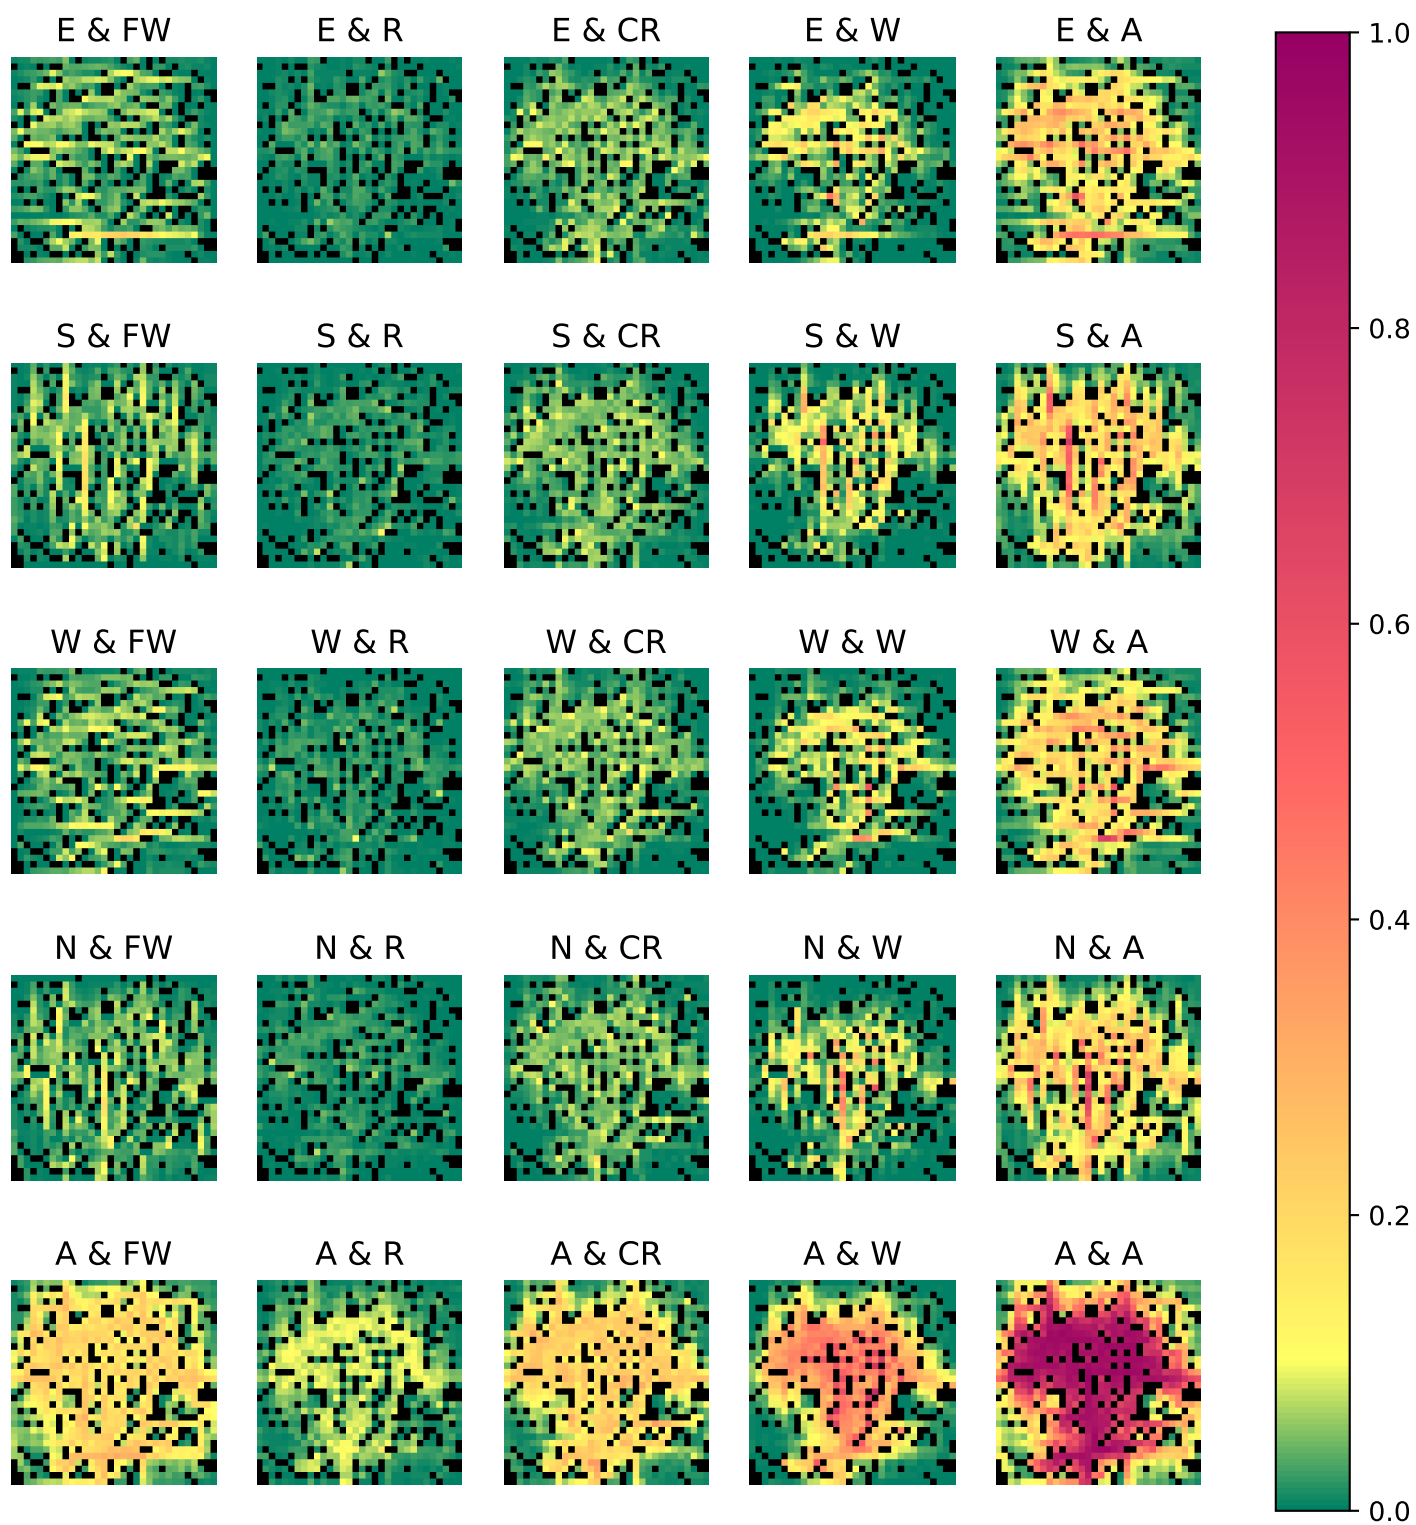 E & FW E & R E & CR E & W E & A
1.0
S & FW S & R S & CR S & W S & A
0.8
W & FW W & R W & CR W & W W & A
0.6
N & FW N & R N & CR N & W N & A
0.4
0.2
A & FW A & R A & CR A & W A & A
0.0